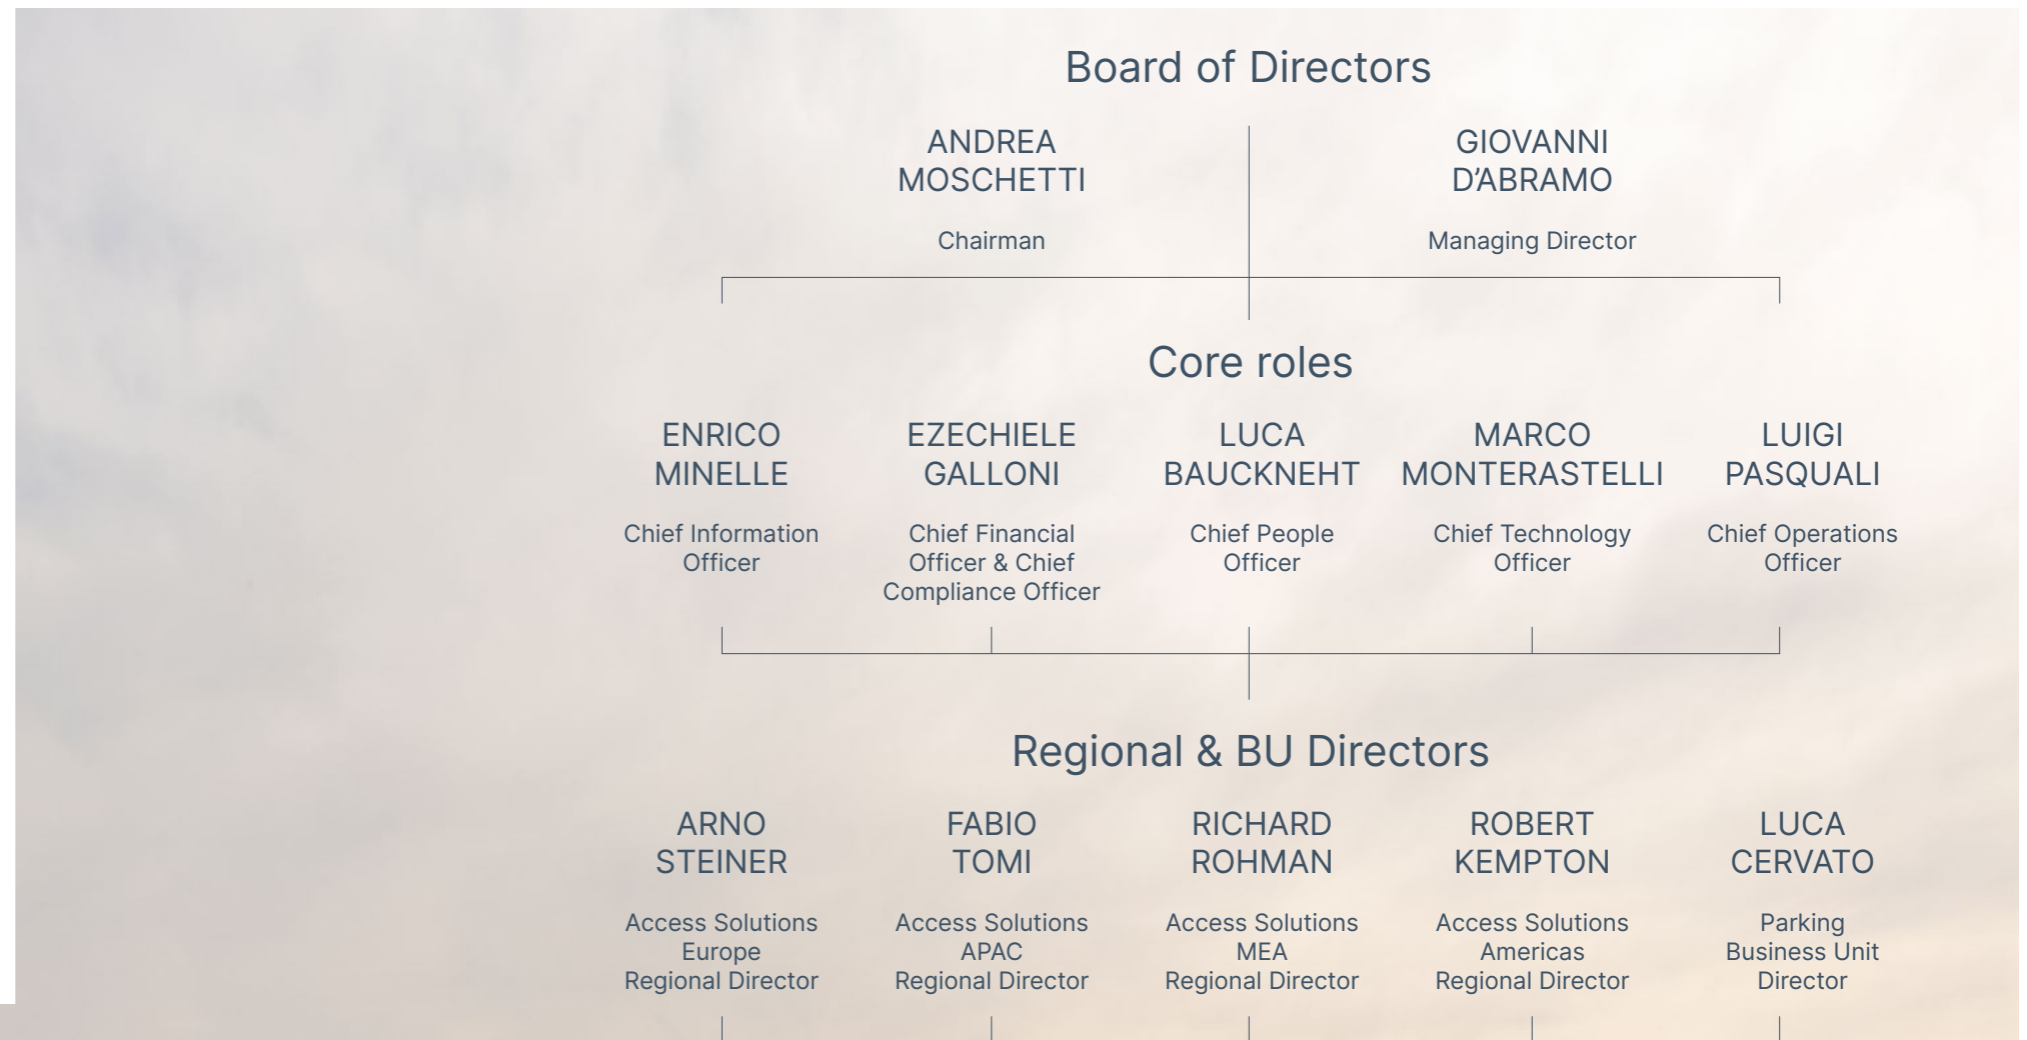 Board of Directors
ANDREA
MOSCHETTI
Chairman
GIOVANNI
D’ABRAMO
Managing Director
Core roles
ENRICO
MINELLE
Chief Information
Officer
EZECHIELE
GALLONI
Chief Financial
Officer & Chief
Compliance Officer
LUCA
BAUCKNEHT
Chief People
Officer
MARCO
MONTERASTELLI
Chief Technology
Officer
LUIGI
PASQUALI
Chief Operations
Officer
Regional & BU Directors
ARNO
STEINER
Access Solutions
Europe
Regional Director
FABIO
TOMI
Access Solutions
APAC
Regional Director
RICHARD
ROHMAN
Access Solutions
MEA
Regional Director
ROBERT
KEMPTON
Access Solutions
Americas
Regional Director
LUCA
CERVATO
Parking
Business Unit
Director